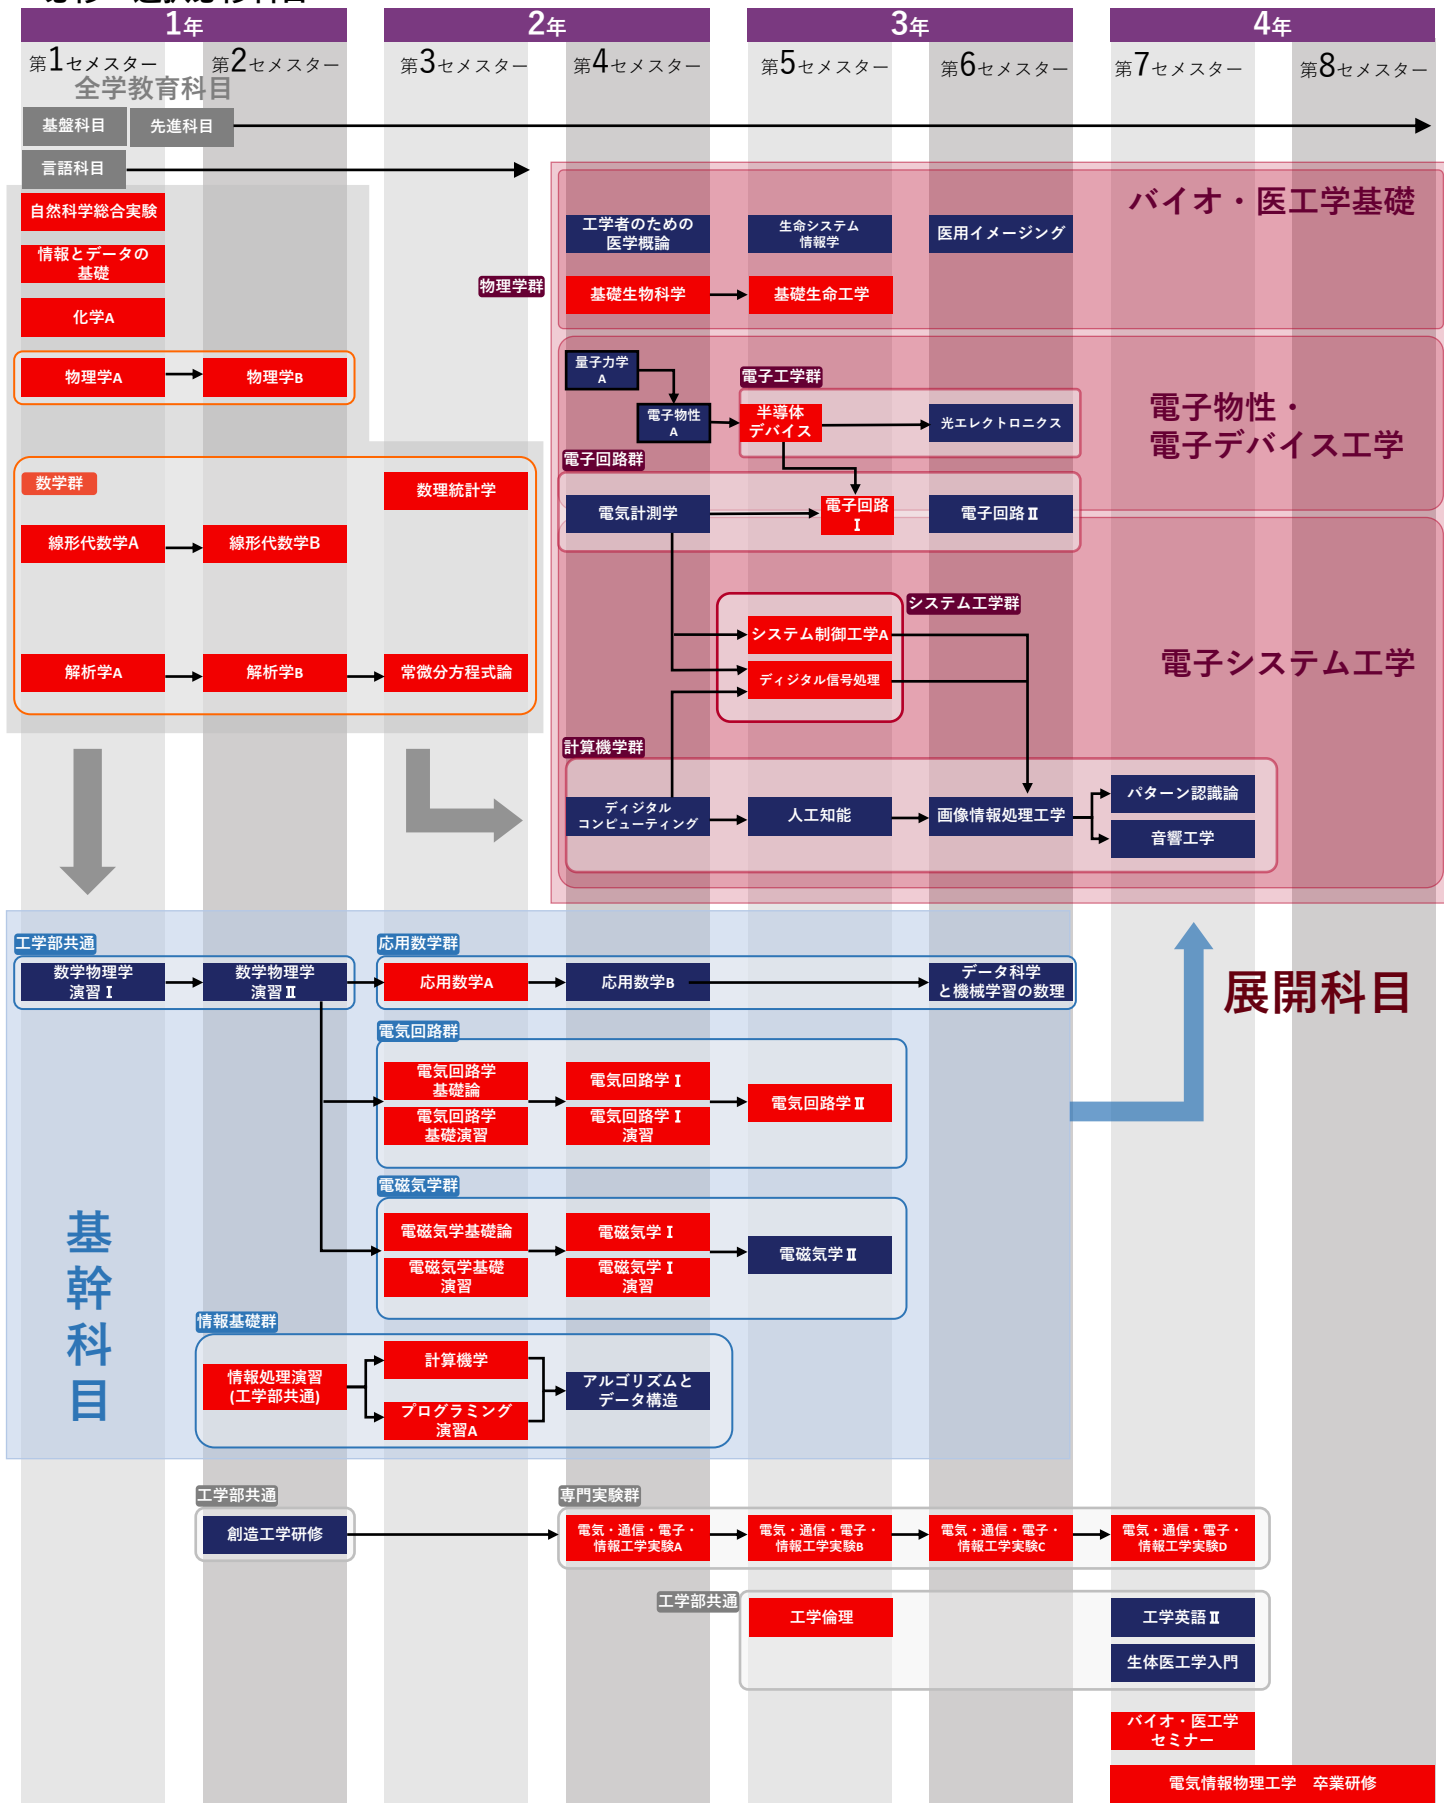 1年
2年
3年
4年
第1セメスター
第2セメスター
第3セメスター
第4セメスター
第5セメスター
第6セメスター
第7セメスター
第8セメスター
全学教育科目
基盤科目
先進科目
言語科目
自然科学総合実験
情報とデータの
基礎
化学A
物理学A
物理学B
数学群
数理統計学
線形代数学A
線形代数学B
解析学A
解析学B
常微分方程式論
バイオ・医工学基礎
工学者のための
医学概論
生命システム
情報学
医用イメージング
物理学群
基礎生物科学
基礎生命工学
量子力学
A
電子物性
A
電子工学群
半導体
デバイス
光エレクトロニクス
電子物性・
電子デバイス工学
電子回路群
電気計測学
電子回路
I
電子回路Ⅱ
システム工学群
システム制御工学A
ディジタル信号処理
電子システム工学
計算機学群
ディジタル
コンピューティング
人工知能
画像情報処理工学
パターン認識論
音響工学
工学部共通
数学物理学
演習Ⅰ
数学物理学
演習Ⅱ
応用数学群
応用数学A
応用数学B
データ科学
と機械学習の数理
展開科目
電気回路群
電気回路学
基礎論
電気回路学
基礎演習
電気回路学Ⅰ
電気回路学Ⅰ
演習
電気回路学Ⅱ
電磁気学群
電磁気学基礎論
電磁気学基礎
演習
電磁気学Ⅰ
電磁気学Ⅰ
演習
電磁気学Ⅱ
基
幹
科
目
情報基礎群
情報処理演習
(工学部共通)
計算機学
プログラミング
演習A
アルゴリズムと
データ構造
工学部共通
創造工学研修
専門実験群
電気・通信・電子・
情報工学実験A
電気・通信・電子・
情報工学実験B
電気・通信・電子・
情報工学実験C
電気・通信・電子・
情報工学実験D
工学部共通
工学倫理
工学英語Ⅱ
生体医工学入門
バイオ・医工学
セミナー
電気情報物理工学 卒業研修